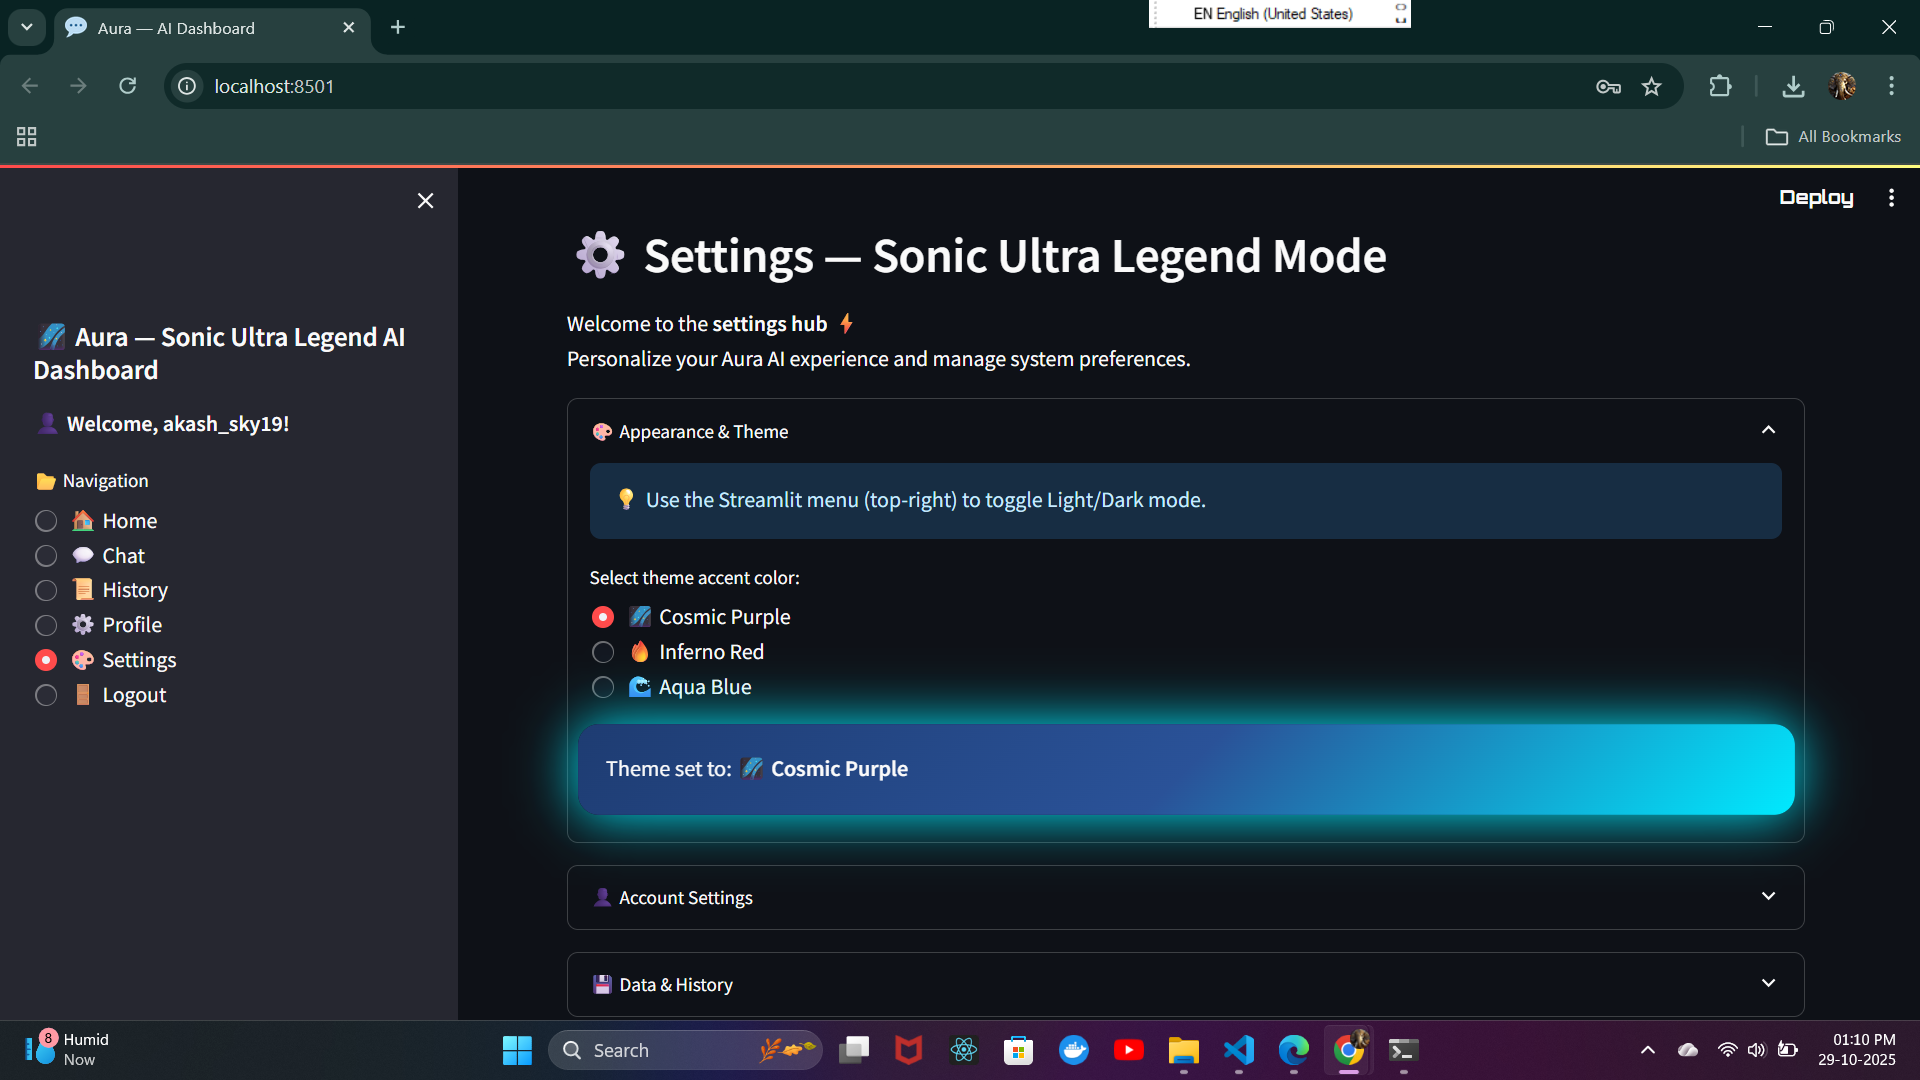 Aura — AI Dashboard
EN English (United States)
localhost:8501
All Bookmarks
Deploy
Aura — Sonic Ultra Legend AI
Dashboard
Welcome, akash_sky19!
Navigation
Home
Chat
History
Profile
Settings
Logout
Settings — Sonic Ultra Legend Mode
Welcome to the settings hub
Personalize your Aura AI experience and manage system preferences.
Appearance & Theme
Use the Streamlit menu (top-right) to toggle Light/Dark mode.
Select theme accent color:
Cosmic Purple
Inferno Red
Aqua Blue
Theme set to: Cosmic Purple
Account Settings
Data & History
8
Humid
Now
Search
01:10 PM
29-10-2025